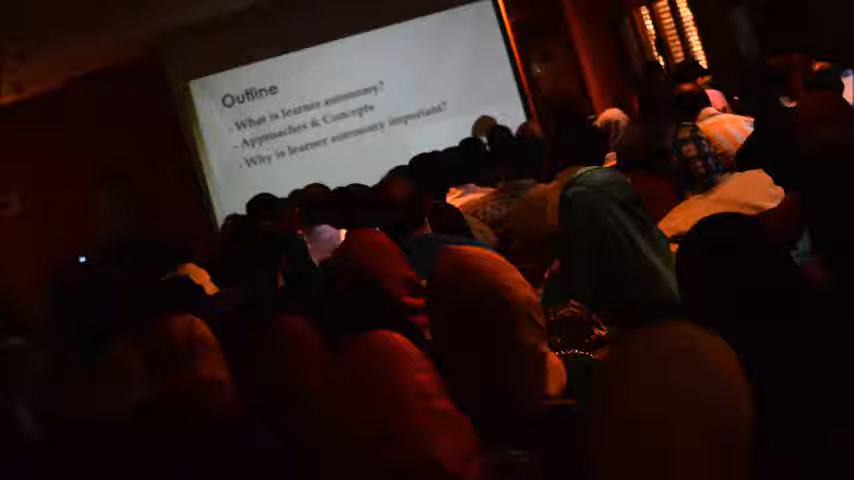 Outline
- What is learner autonomy?
- Approaches & Concepts
- Why is learner autonomy important?